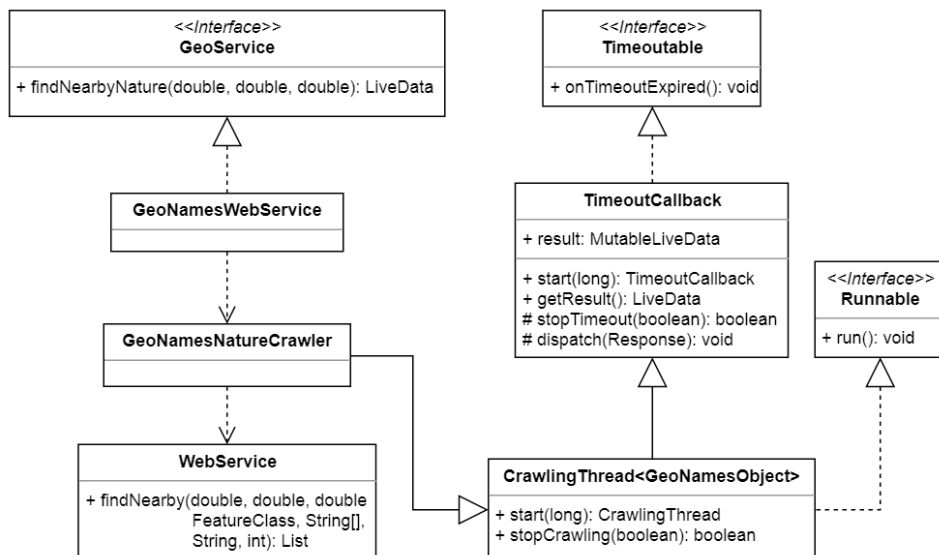 <<Interface>>
GeoService
+ findNearbyNature(double, double, double): LiveData
<<Interface>>
Timeoutable
+ onTimeoutExpired(): void
GeoNamesWebService
TimeoutCallback
+ result: MutableLiveData
+ start(long): TimeoutCallback
+ getResult(): LiveData
# stopTimeout(boolean): boolean
# dispatch(Response): void
<<Interface>>
Runnable
+ run(): void
GeoNamesNatureCrawler
WebService
+ findNearby(double, double, double
FeatureClass, String[],
String, int): List
CrawlingThread<GeoNamesObject>
+ start(long): CrawlingThread
+ stopCrawling(boolean): boolean